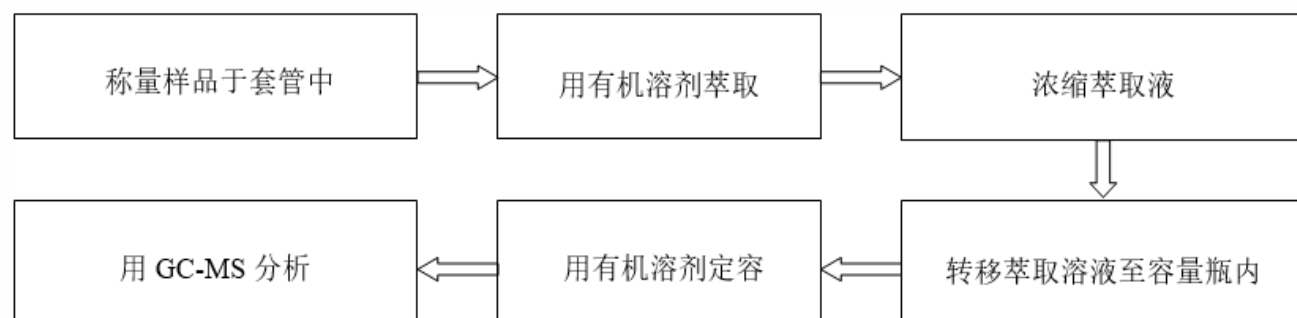 称量样品于套管中
用有机溶剂萃取
浓缩萃取液
转移萃取溶液至容量瓶内
用有机溶剂定容
用 GC-MS 分析